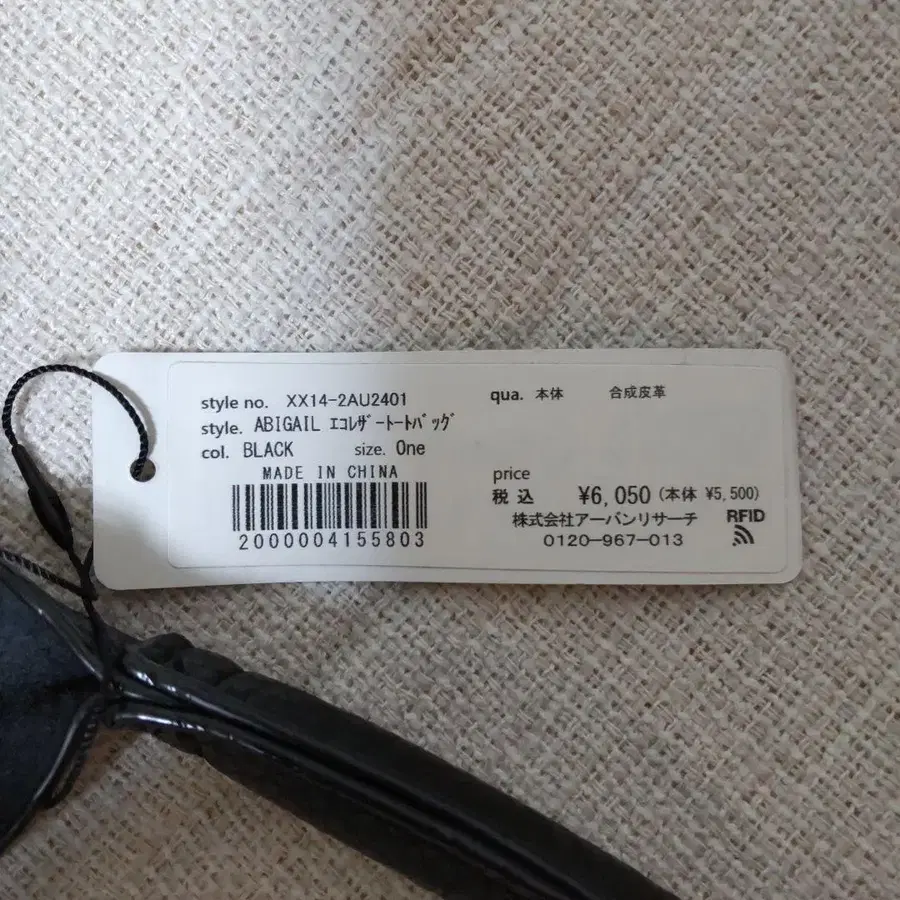 style no. XX14-2AU2401
style. ABIGAIL ｴｺﾚｻﾞｰﾄｰﾄﾊﾞｯｸﾞ
col. BLACK size. One
MADE IN CHINA
2000004155803
qua. 本体 合成皮革
price
税込 ¥6,050 (本体 ¥5,500)
株式会社アーバンリサーチ
0120-967-013
RFID